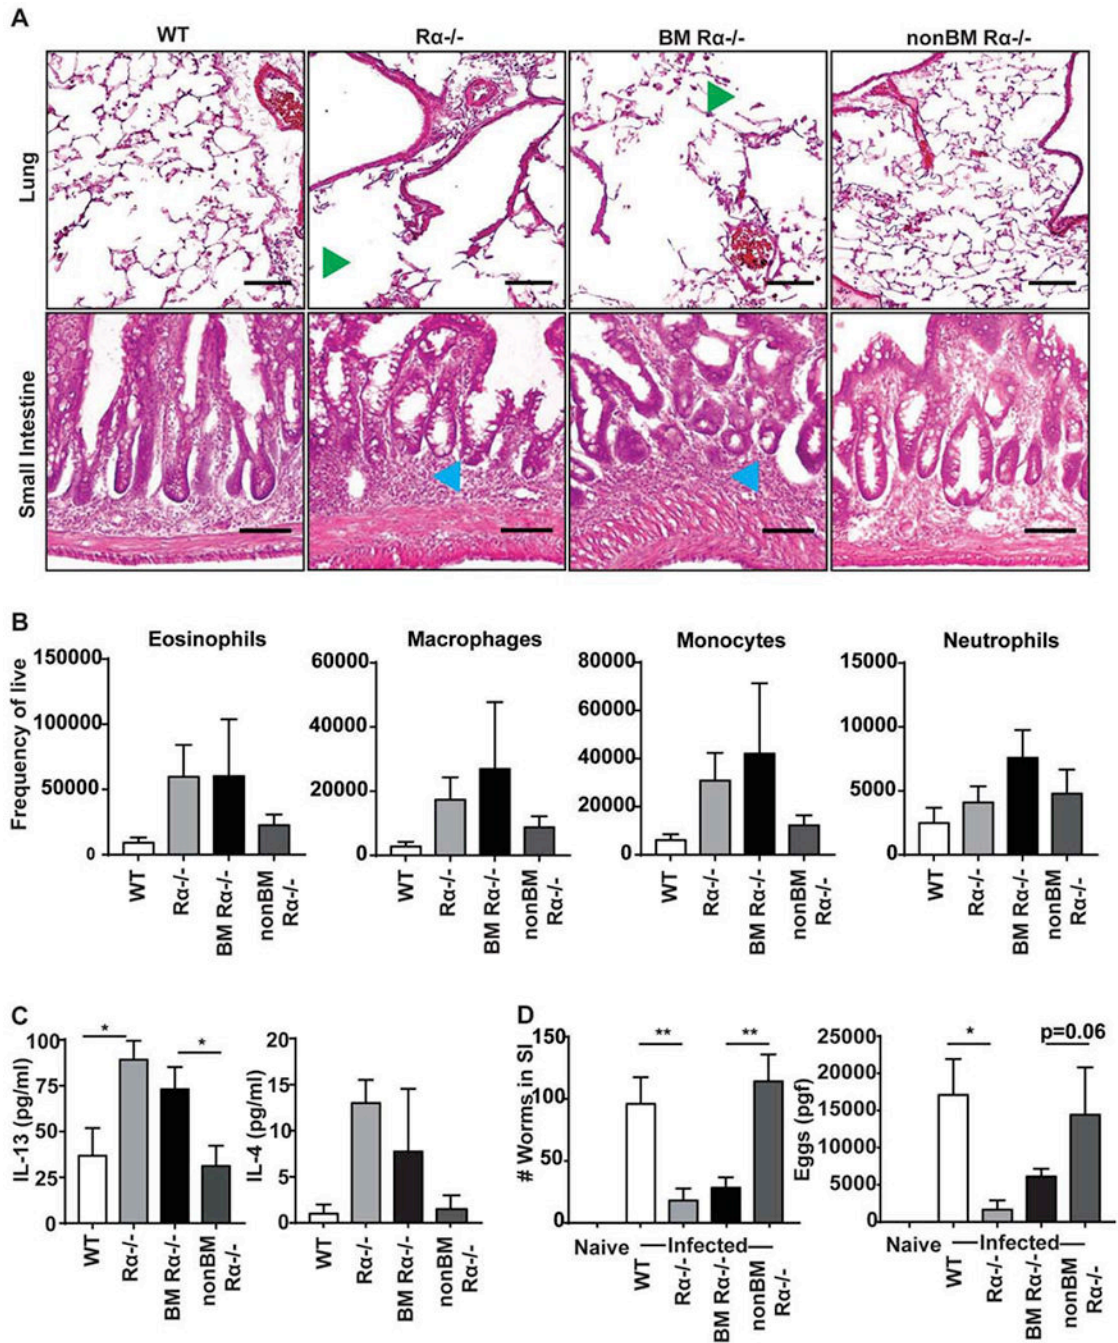 A
WT Rα-/- BM Rα-/- nonBM Rα-/-
Lung
Small Intestine
B
Eosinophils Macrophages Monocytes Neutrophils
Frequency of live
150000
100000
50000
0
WT
Rα-/-
BM Rα-/-
nonBM
Rα-/-
60000
40000
20000
0
WT
Rα-/-
BM Rα-/-
nonBM
Rα-/-
80000
60000
40000
20000
0
WT
Rα-/-
BM Rα-/-
nonBM
Rα-/-
15000
10000
5000
0
WT
Rα-/-
BM Rα-/-
nonBM
Rα-/-
C
IL-13 (pg/ml)
100
75
50
25
0
*
*
WT
Rα-/-
BM Rα-/-
nonBM
Rα-/-
IL-4 (pg/ml)
20
15
10
5
0
WT
Rα-/-
BM Rα-/-
nonBM
Rα-/-
D
# Worms in SI
150
100
50
0
**
**
Naive
Infected
WT
Rα-/-
BM Rα-/-
nonBM
Rα-/-
Eggs (pgf)
25000
20000
15000
10000
5000
0
*
p=0.06
Naive
Infected
WT
Rα-/-
BM Rα-/-
nonBM
Rα-/-